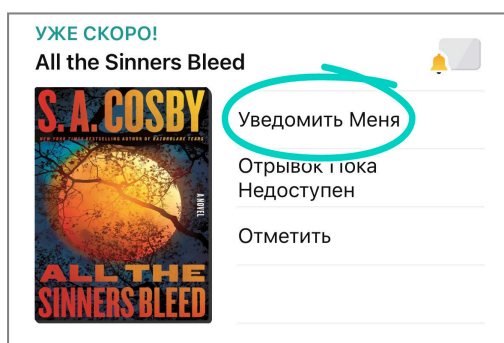 УЖЕ СКОРО!
All the Sinners Bleed
S. A. COSBY
NEW YORK TIMES BESTSELLING AUTHOR OF RAZORBLADE TEARS
A NOVEL
ALL THE
SINNERS BLEED
Уведомить Меня
Отрывок Пока
Недоступен
Отметить